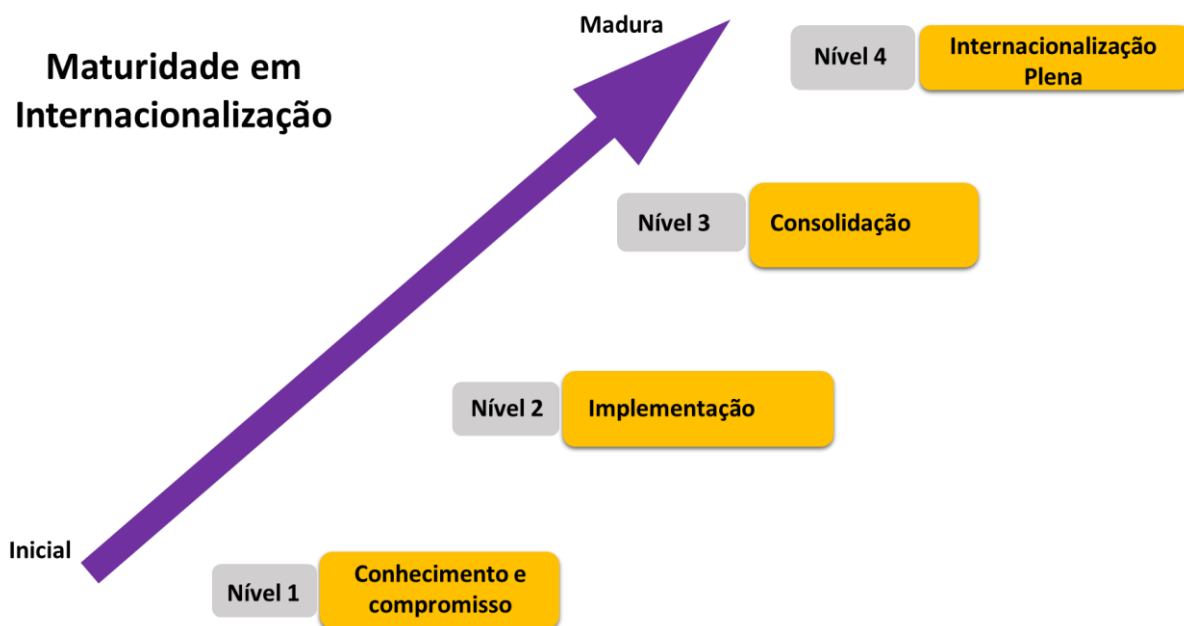 Maturidade em
Internacionalização
Madura
Nível 4
Internacionalização
Plena
Nível 3
Consolidação
Nível 2
Implementação
Inicial
Nível 1
Conhecimento e
compromisso